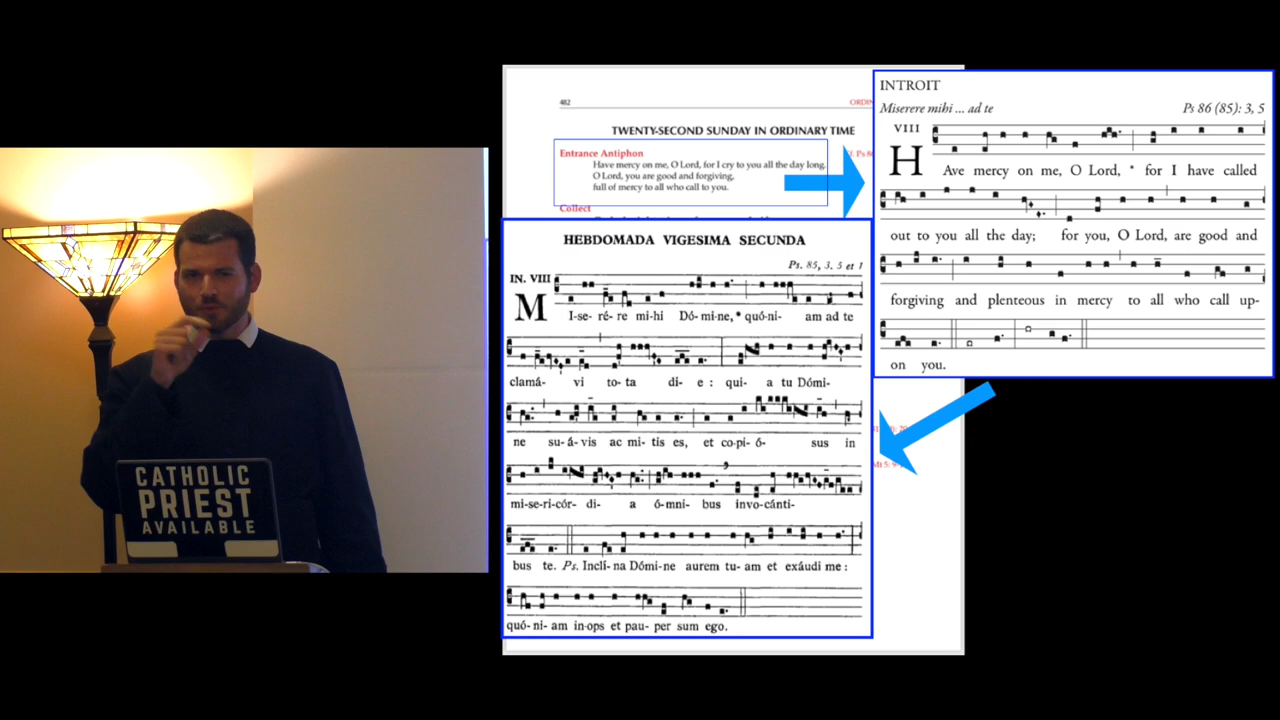 CATHOLIC
PRIEST
AVAILABLE
482
TWENTY-SECOND SUNDAY IN ORDINARY TIME
Entrance Antiphon
Have mercy on me, O Lord, for I cry to you all the day long.
O Lord, you are good and forgiving,
full of mercy to all who call to you.
Collect
INTROIT
Miserere mihi ... ad te Ps 86 (85): 3, 5
VIII
HAve mercy on me, O Lord, * for I have called
out to you all the day; for you, O Lord, are good and
forgiving and plenteous in mercy to all who call up-
on you.
HEBDOMADA VIGESIMA SECUNDA
Ps. 85, 3, 5 et 1
IN. VIII
MI-se-ré-re mi-hi Dó-mi-ne, * quó-ni- am ad te
clamá- vi to-ta di- e : qui- a tu Dómi-
ne su-á-vis ac mi-tis es, et co-pi-ó- sus in
mi-se-ri-cór- di- a ó-mni- bus invo-cánti-
bus te. Ps. Inclí-na Dómi-ne aurem tu-am et exáudi me :
quó-ni-am in-ops et pau-per sum ego.